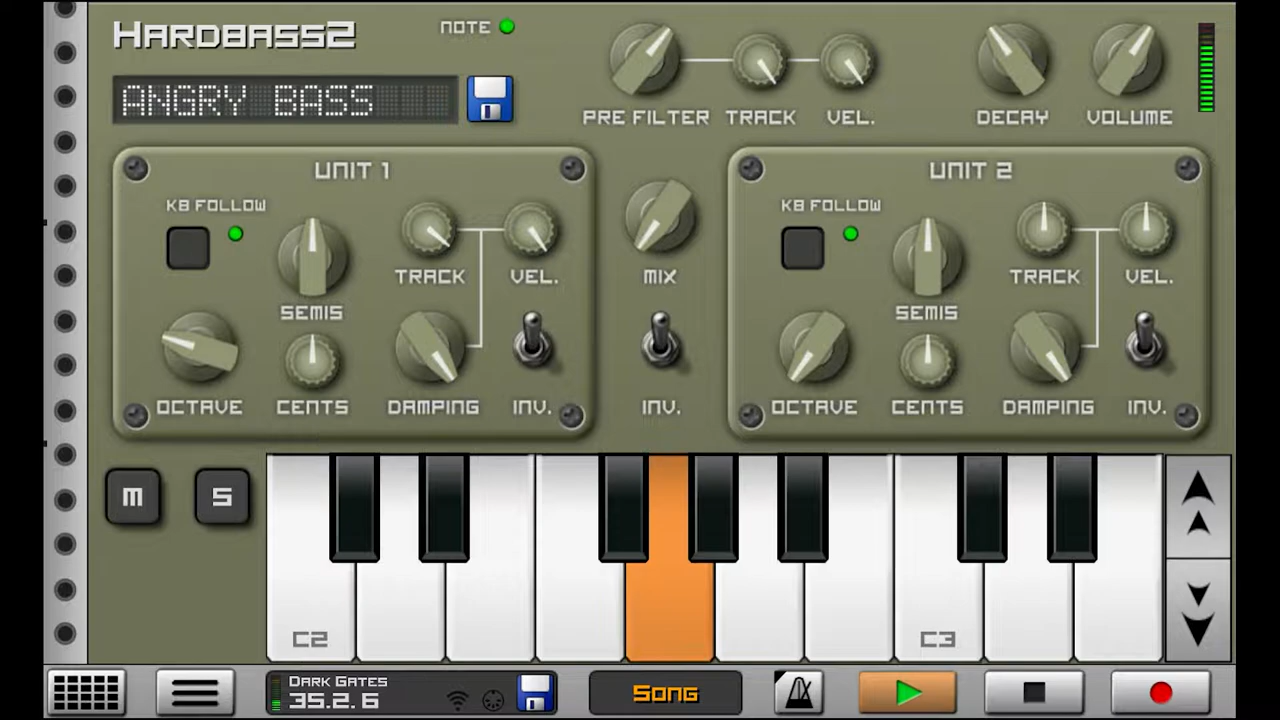 HARDBASS2
NOTE
ANGRY BASS
PRE FILTER
TRACK
VEL.
DECAY
VOLUME
UNIT 1
KB FOLLOW
SEMIS
TRACK
VEL.
OCTAVE
CENTS
DAMPING
INV.
MIX
INV.
UNIT 2
KB FOLLOW
SEMIS
TRACK
VEL.
OCTAVE
CENTS
DAMPING
INV.
M
S
C2
C3
DARK GATES
35.2.6
SONG